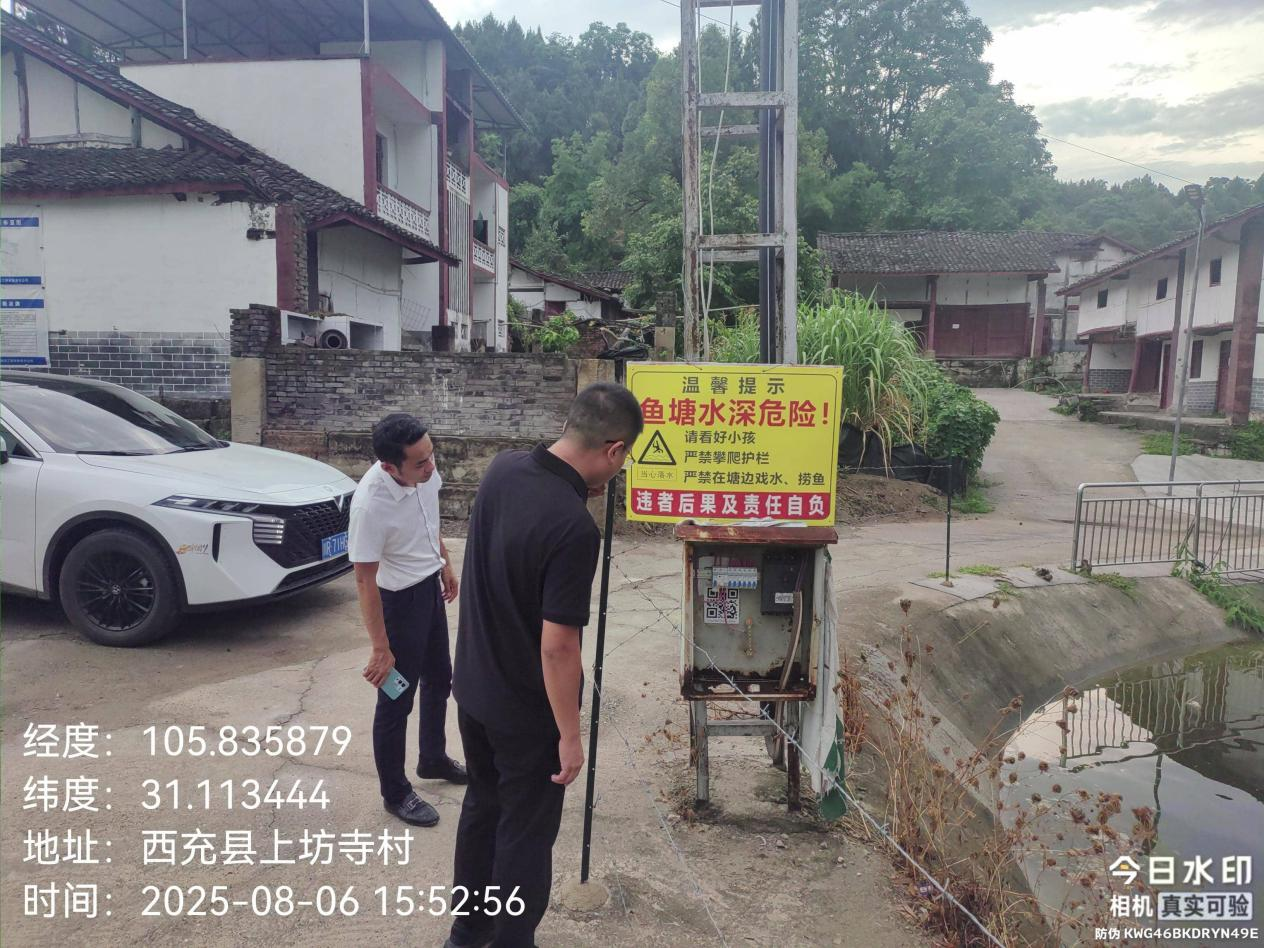 温馨提示
鱼塘水深危险！
请看好小孩
严禁攀爬护栏
当心落水
严禁在塘边戏水、捞鱼
违者后果及责任自负
经度：105.835879
纬度：31.113444
地址：西充县上坊寺村
时间：2025-08-06 15:52:56
今日水印
相机 真实可验
防伪 KWG46BKDRYN49E